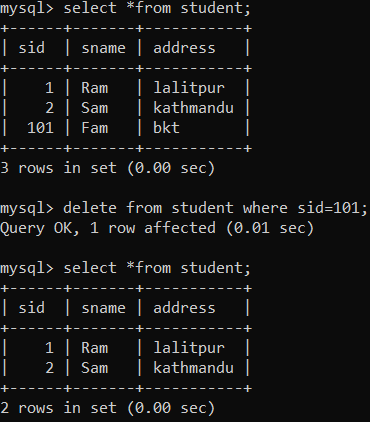 mysql> select *from student;
+------+-------+-----------+
| sid  | sname | address   |
+------+-------+-----------+
|    1 | Ram   | lalitpur  |
|    2 | Sam   | kathmandu |
|  101 | Fam   | bkt       |
+------+-------+-----------+
3 rows in set (0.00 sec)
mysql> delete from student where sid=101;
Query OK, 1 row affected (0.01 sec)
mysql> select *from student;
+------+-------+-----------+
| sid  | sname | address   |
+------+-------+-----------+
|    1 | Ram   | lalitpur  |
|    2 | Sam   | kathmandu |
+------+-------+-----------+
2 rows in set (0.00 sec)